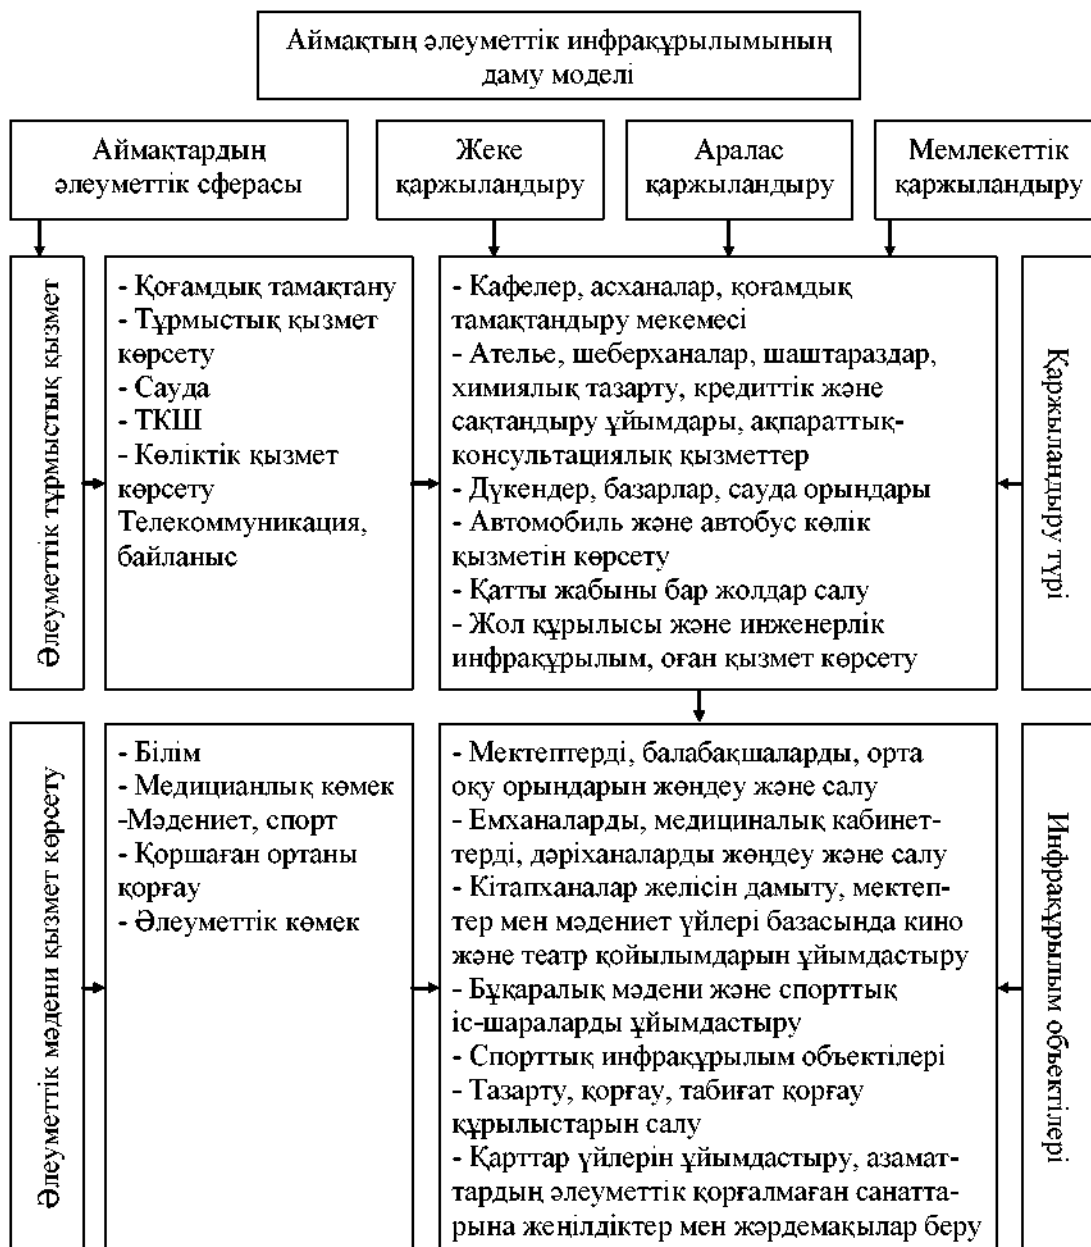 Аймақтың әлеуметтік инфрақұрылымының
даму моделі
Аймақтардың
әлеуметтік сферасы
Жеке
қаржыландыру
Аралас
қаржыландыру
Мемлекеттік
қаржыландыру
Әлеуметтік тұрмыстық қызмет
- Қоғамдық тамақтану
- Тұрмыстық қызмет
көрсету
- Сауда
- ТКШ
- Көліктік қызмет
көрсету
Телекоммуникация,
байланыс
- Кафелер, асханалар, қоғамдық
тамақтандыру мекемесі
- Ателье, шеберханалар, шаштараздар,
химиялық тазарту, кредиттік және
сақтандыру ұйымдары, ақпараттық-
консультациялық қызметтер
- Дүкендер, базарлар, сауда орындары
- Автомобиль және автобус көлік
қызметін көрсету
- Қатты жабыны бар жолдар салу
- Жол құрылысы және инженерлік
инфрақұрылым, оған қызмет көрсету
Қаржыландыру түрі
Әлеуметтік мәдени қызмет көрсету
- Білім
- Медицианлық көмек
-Мәдениет, спорт
- Қоршаған ортаны
қорғау
- Әлеуметтік көмек
- Мектептерді, балабақшаларды, орта
оқу орындарын жөндеу және салу
- Емханаларды, медициналық кабинет-
терді, дәріханаларды жөңдеу және салу
- Кітапханалар желісін дамыту, мектеп-
тер мен мәдениет үйлері базасында кино
және театр қойылымдарын ұйымдастыру
- Бұқаралық мәдени және спорттық
іс-шараларды ұйымдастыру
- Спорттық инфрақұрылым объектілері
- Тазарту, қорғау, табиғат қорғау
құрылыстарын салу
- Қарттар үйлерін ұйымдастыру, азамат-
тардың әлеуметтік қорғалмаған санатта-
рына жеңілдіктер мен жәрдемақылар беру
Инфрақұрылым объектілері